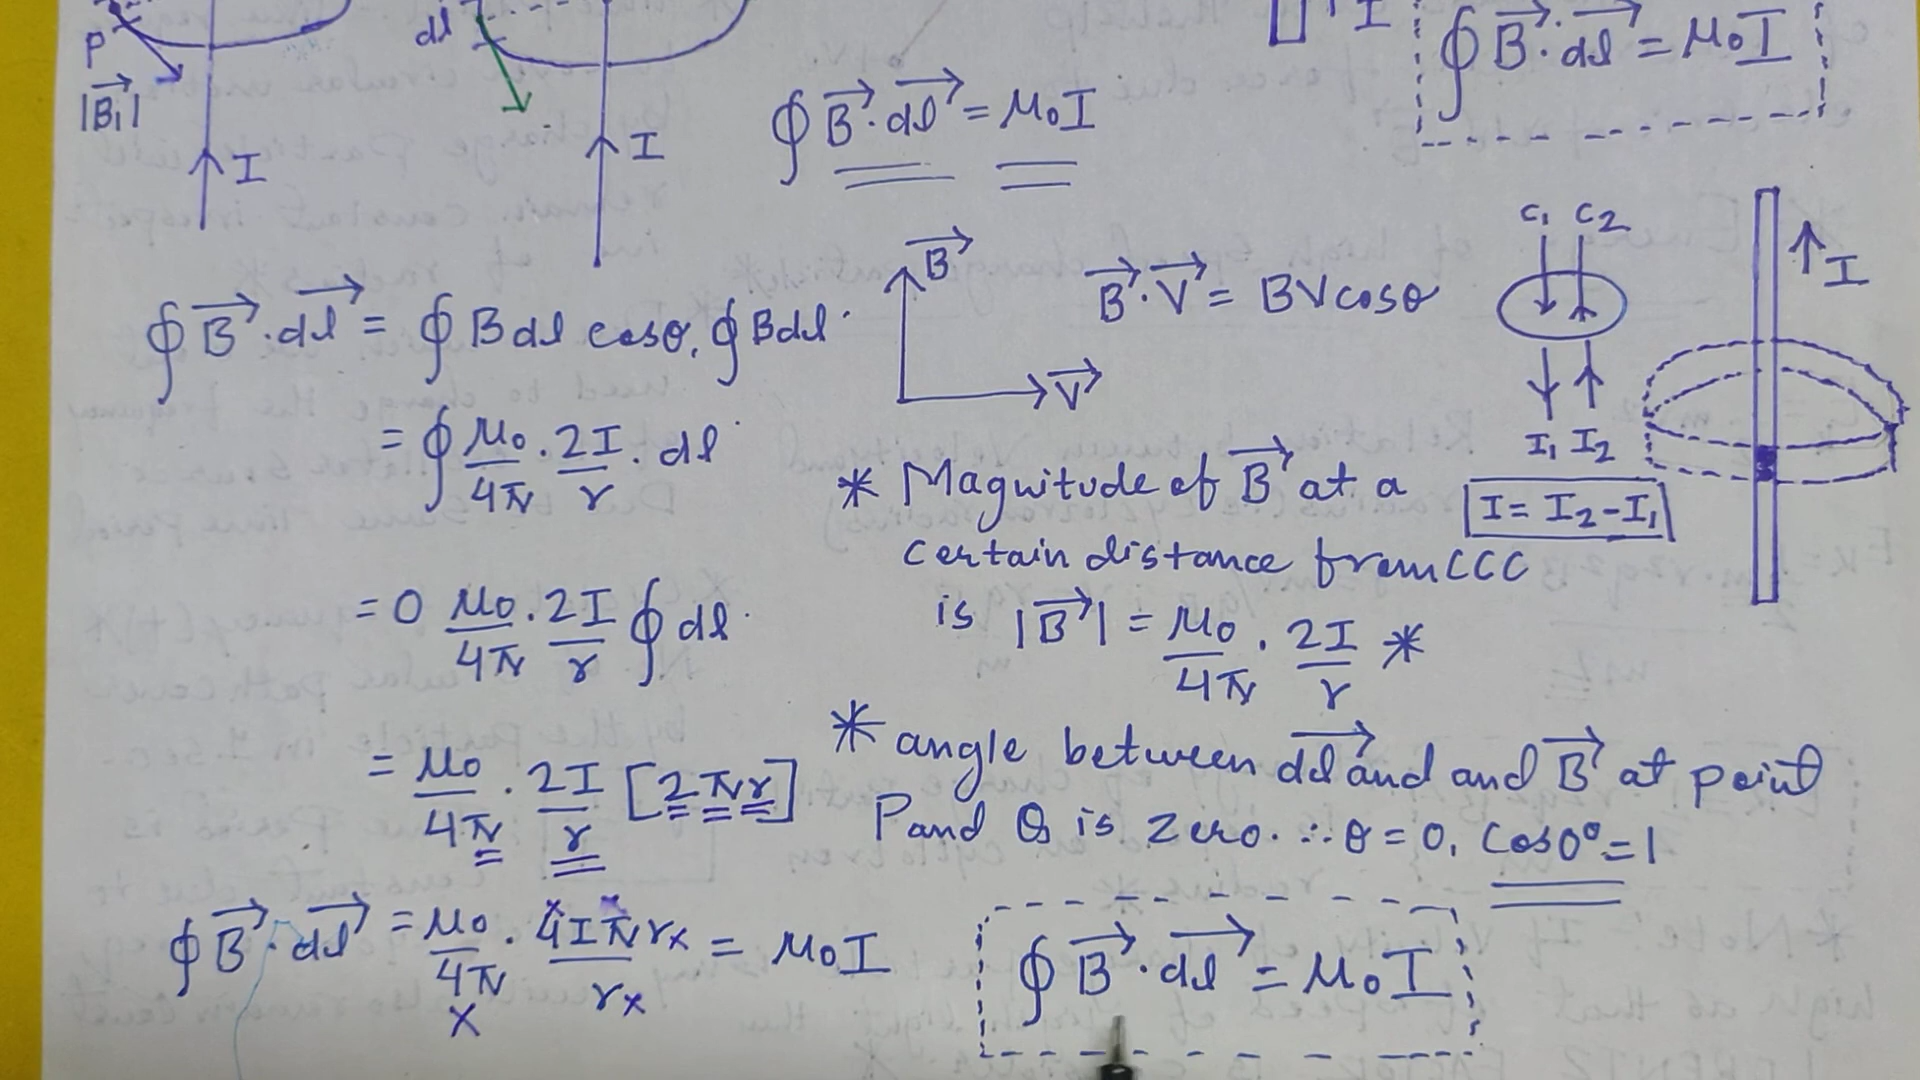 P
|B₁⃗|
I
dl
I
∮ B⃗ · dl⃗ = μ₀I
I
∮ B⃗ · dl⃗ = μ₀I
∮ B⃗ · dl⃗ = ∮ B dl cosθ, ∮ B dl
= ∮ μ₀/4π · 2I/r · dl
= 0 μ₀/4π · 2I/r ∮ dl
= μ₀/4π · 2I/r [2πr]
∮ B⃗ · dl⃗ = μ₀/4π · 4Iπr/r = μ₀I
B⃗
V⃗
B⃗ · V⃗ = BV cosθ
C₁ C₂
I₁ I₂
I = I₂ - I₁
I
* Magnitude of B⃗ at a
certain distance from CCC
is |B⃗| = μ₀/4π · 2I/r *
* angle between dl⃗ and and B⃗ at point
P and Q is zero. ∴ θ = 0, cos0° = 1
∮ B⃗ · dl⃗ = μ₀I